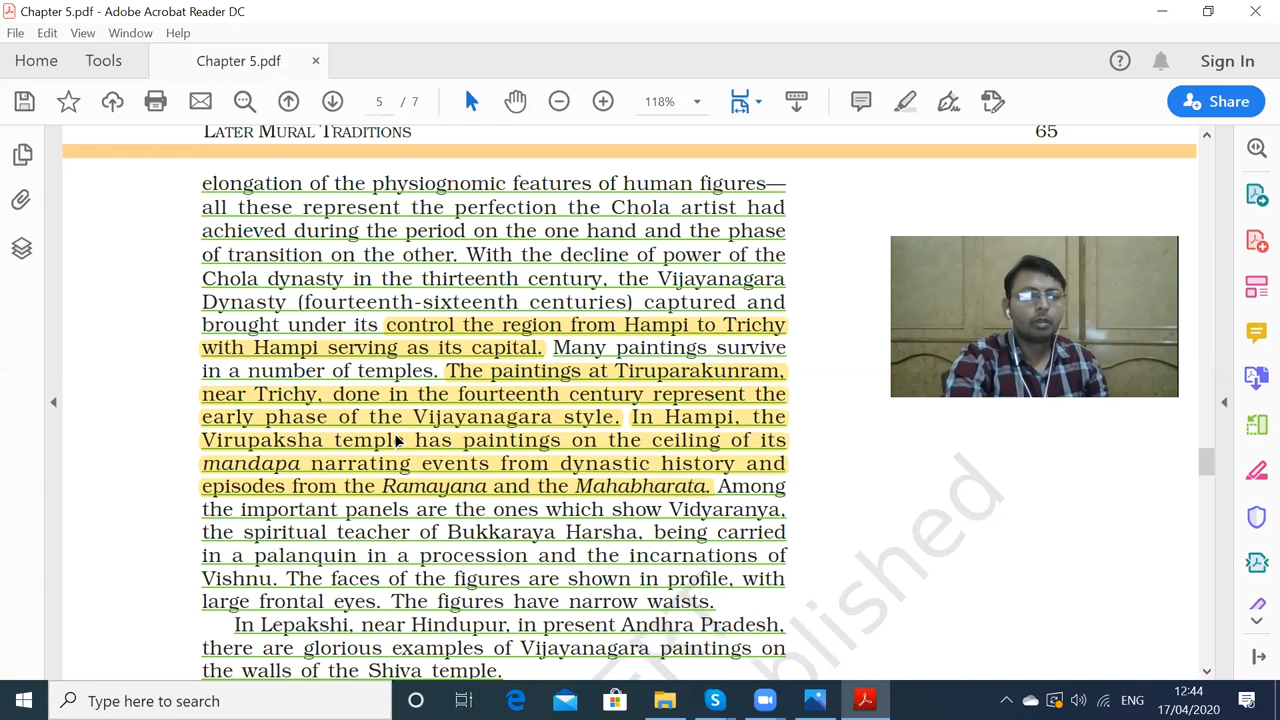 Chapter 5.pdf - Adobe Acrobat Reader DC
File Edit View Window Help
Home Tools Chapter 5.pdf × Sign In
5 / 7 118% Share
LATER MURAL TRADITIONS 65
elongation of the physiognomic features of human figures—
all these represent the perfection the Chola artist had
achieved during the period on the one hand and the phase
of transition on the other. With the decline of power of the
Chola dynasty in the thirteenth century, the Vijayanagara
Dynasty (fourteenth-sixteenth centuries) captured and
brought under its control the region from Hampi to Trichy
with Hampi serving as its capital. Many paintings survive
in a number of temples. The paintings at Tiruparakunram,
near Trichy, done in the fourteenth century represent the
early phase of the Vijayanagara style. In Hampi, the
Virupaksha temple has paintings on the ceiling of its
mandapa narrating events from dynastic history and
episodes from the Ramayana and the Mahabharata. Among
the important panels are the ones which show Vidyaranya,
the spiritual teacher of Bukkaraya Harsha, being carried
in a palanquin in a procession and the incarnations of
Vishnu. The faces of the figures are shown in profile, with
large frontal eyes. The figures have narrow waists.
In Lepakshi, near Hindupur, in present Andhra Pradesh,
there are glorious examples of Vijayanagara paintings on
the walls of the Shiva temple.
Type here to search ENG 12:44
17/04/2020